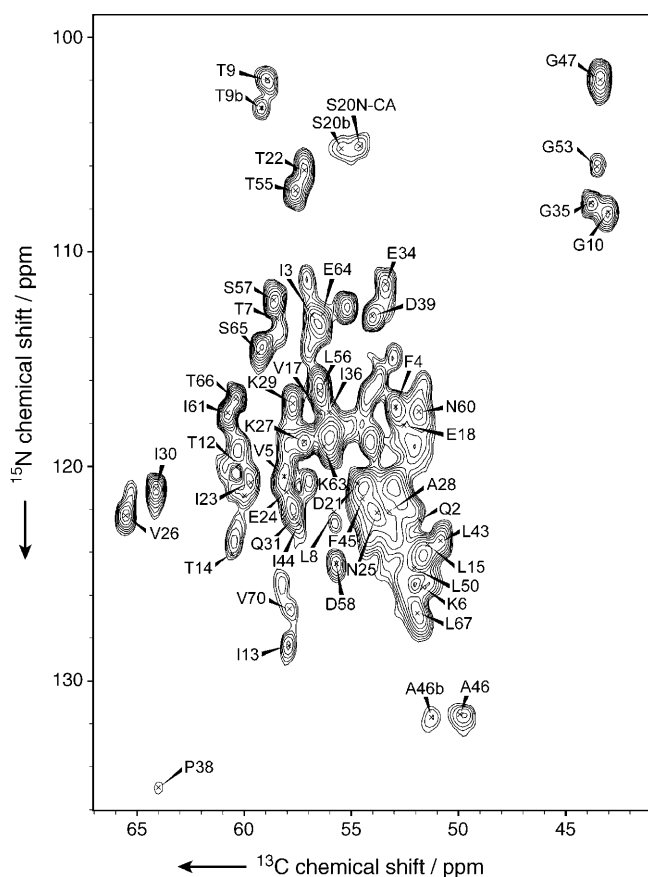 100
T9
G47
T9b
S20N-CA
S20b
T22
G53
T55
G35
G10
110
E34
I3
E64
S57
T7
D39
S65
L56
V17
I36
F4
T66
K29
I61
N60
K27
T12
V5
E18
I30
120
K63
A28
I23
D21
Q2
V26
E24
Q31
F45
L43
I44
L8
N25
L15
T14
L50
D58
K6
V70
L67
I13
130
A46b
A46
P38
65
60
55
50
45
15N chemical shift / ppm
13C chemical shift / ppm